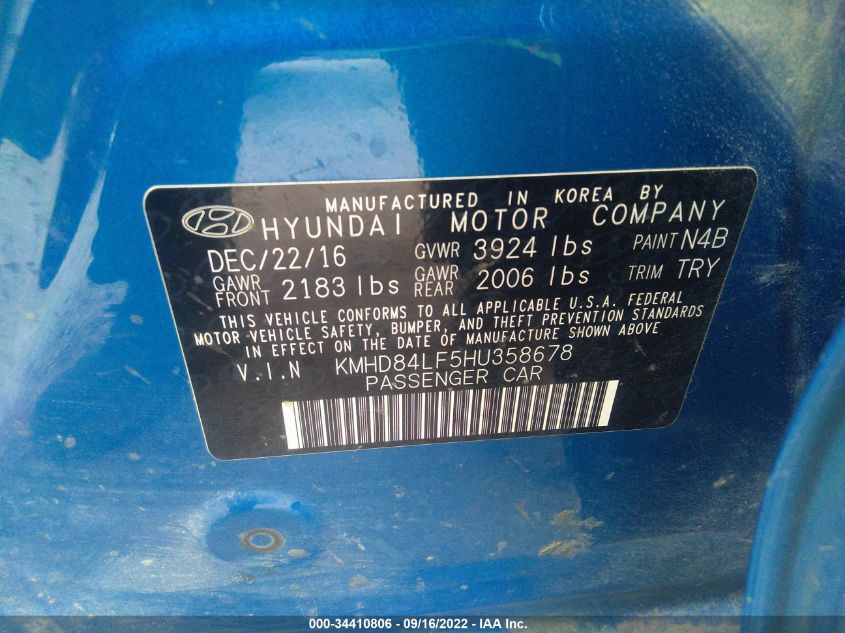 MANUFACTURED IN KOREA BY
HYUNDAI MOTOR COMPANY
DEC/22/16 GVWR 3924 lbs PAINT N4B
GAWR FRONT 2183 lbs GAWR REAR 2006 lbs TRIM TRY
THIS VEHICLE CONFORMS TO ALL APPLICABLE U.S.A. FEDERAL
MOTOR VEHICLE SAFETY, BUMPER, AND THEFT PREVENTION STANDARDS
IN EFFECT ON THE DATE OF MANUFACTURE SHOWN ABOVE
V.I.N KMHD84LF5HU358678
PASSENGER CAR
000-34410806 - 09/16/2022 - IAA Inc.